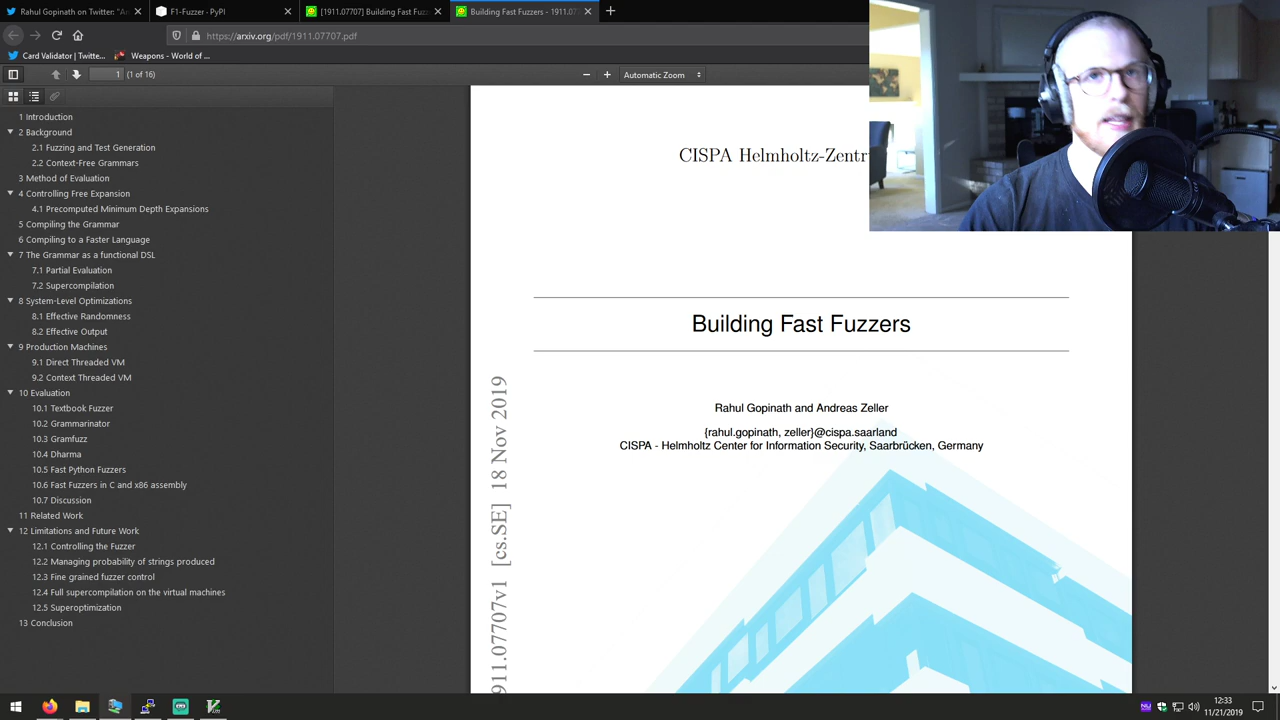 Rahul Gopinath on Twitter: "A
F1-Fuzzer - PyPI
[1911.07707] Building Fast Fuz
Building Fast Fuzzers - 1911.07
https://arxiv.org/pdf/1911.07707.pdf
Card Validator | Twitte...
Weapons - World of ...
1
(1 of 16)
Automatic Zoom
1 Introduction
2 Background
2.1 Fuzzing and Test Generation
2.2 Context-Free Grammars
3 Method of Evaluation
4 Controlling Free Expansion
4.1 Precomputed Minimum Depth Expansions
5 Compiling the Grammar
6 Compiling to a Faster Language
7 The Grammar as a functional DSL
7.1 Partial Evaluation
7.2 Supercompilation
8 System-Level Optimizations
8.1 Effective Randomness
8.2 Effective Output
9 Production Machines
9.1 Direct Threaded VM
9.2 Context Threaded VM
10 Evaluation
10.1 Textbook Fuzzer
10.2 Grammarinator
10.3 Gramfuzz
10.4 Dharma
10.5 Fast Python Fuzzers
10.6 Fast Fuzzers in C and x86 assembly
10.7 Discussion
11 Related Work
12 Limitations and Future Work
12.1 Controlling the Fuzzer
12.2 Managing probability of strings produced
12.3 Fine grained fuzzer control
12.4 Full supercompilation on the virtual machines
12.5 Superoptimization
13 Conclusion
CISPA Helmholtz-Zentr
Building Fast Fuzzers
Rahul Gopinath and Andreas Zeller
{rahul.gopinath, zeller}@cispa.saarland
CISPA - Helmholtz Center for Information Security, Saarbrücken, Germany
911.07707v1 [cs.SE] 18 Nov 2019
12:33
11/21/2019